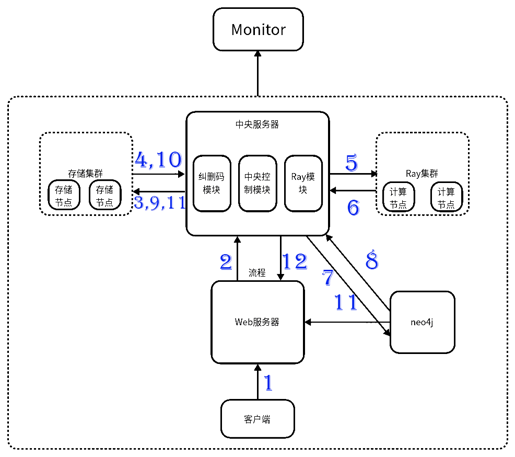 Monitor
中央服务器
纠删码
模块
中央控
制模块
Ray模
块
存储集群
存储
节点
存储
节点
4,10
3,9,11
Ray集群
计算
节点
计算
节点
5
6
2
流程
12
7
11
8
Web服务器
neo4j
1
客户端